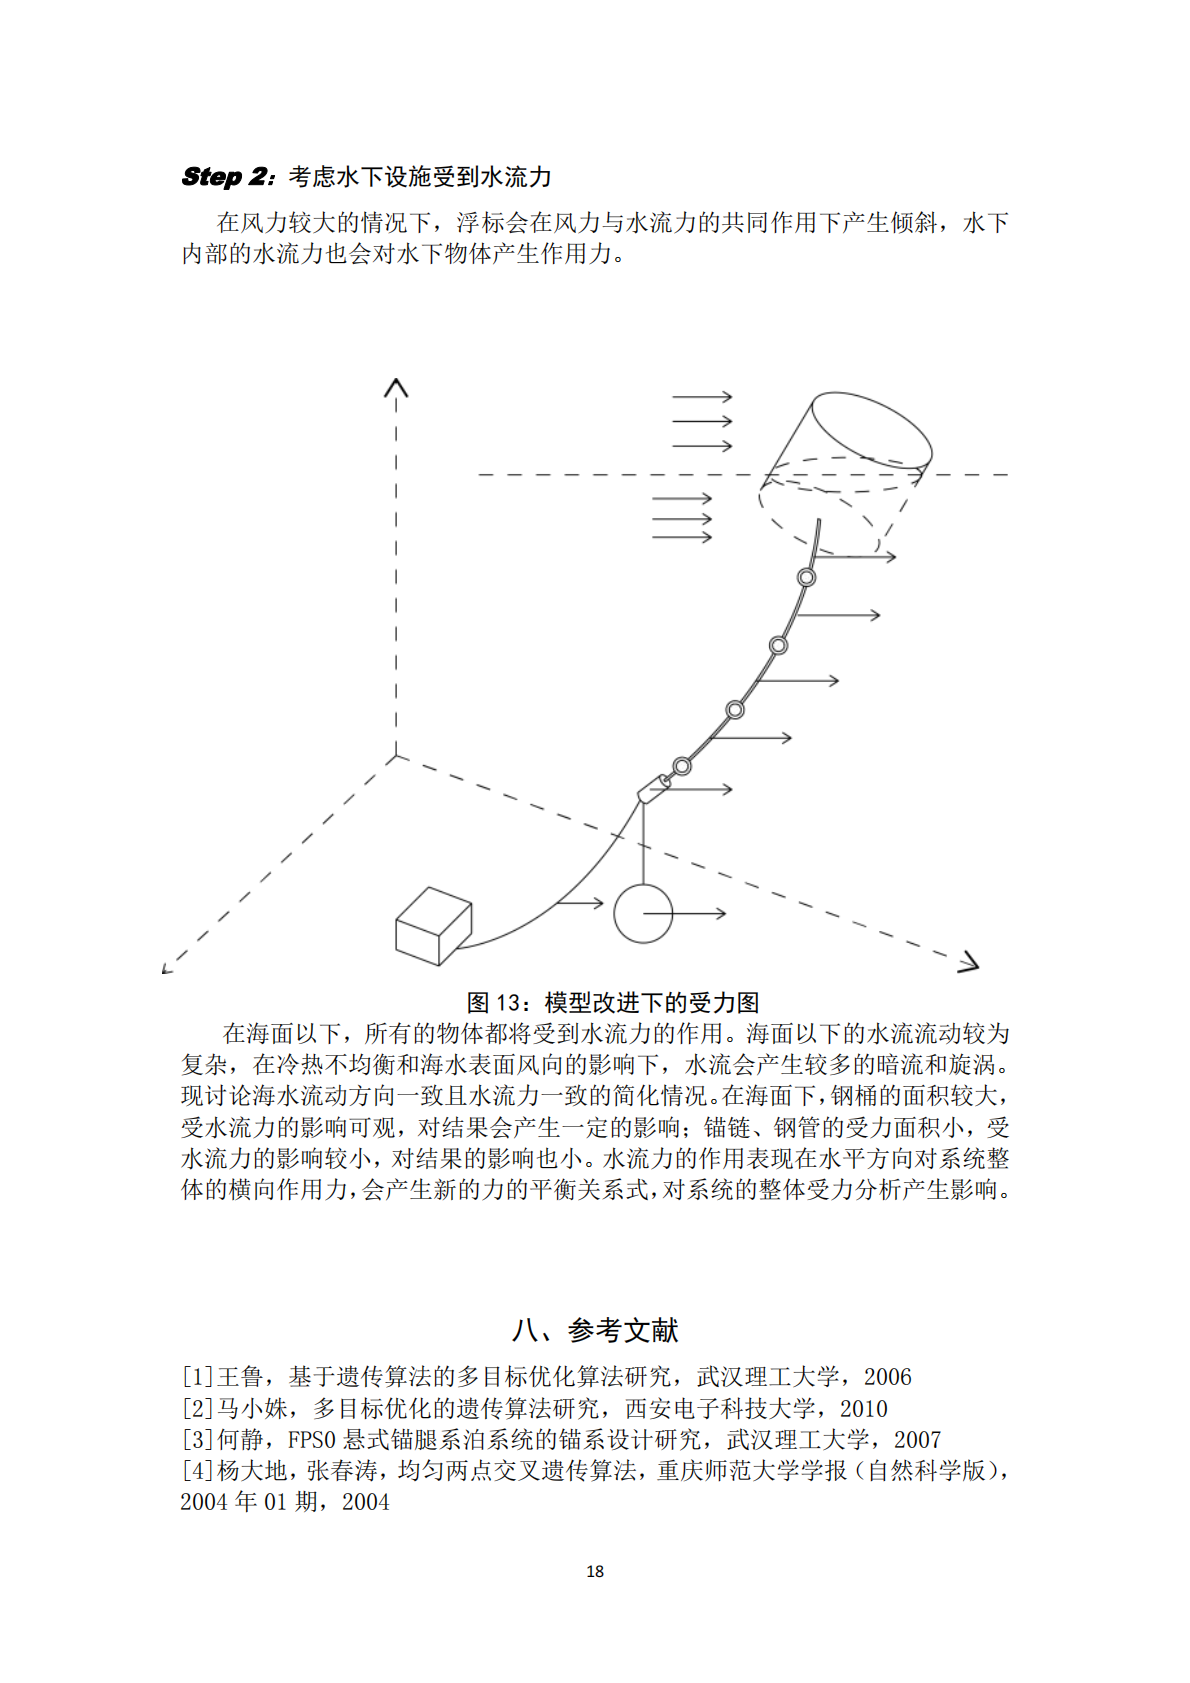 Step 2：考虑水下设施受到水流力
在风力较大的情况下，浮标会在风力与水流力的共同作用下产生倾斜，水下
内部的水流力也会对水下物体产生作用力。
图 13：模型改进下的受力图
在海面以下，所有的物体都将受到水流力的作用。海面以下的水流流动较为
复杂，在冷热不均衡和海水表面风向的影响下，水流会产生较多的暗流和旋涡。
现讨论海水流动方向一致且水流力一致的简化情况。在海面下，钢桶的面积较大，
受水流力的影响可观，对结果会产生一定的影响；锚链、钢管的受力面积小，受
水流力的影响较小，对结果的影响也小。水流力的作用表现在水平方向对系统整
体的横向作用力，会产生新的力的平衡关系式，对系统的整体受力分析产生影响。
八、参考文献
[1]王鲁，基于遗传算法的多目标优化算法研究，武汉理工大学，2006
[2]马小姝，多目标优化的遗传算法研究，西安电子科技大学，2010
[3]何静，FPSO 悬式锚腿系泊系统的锚系设计研究，武汉理工大学，2007
[4]杨大地，张春涛，均匀两点交叉遗传算法，重庆师范大学学报（自然科学版），
2004 年 01 期，2004
18